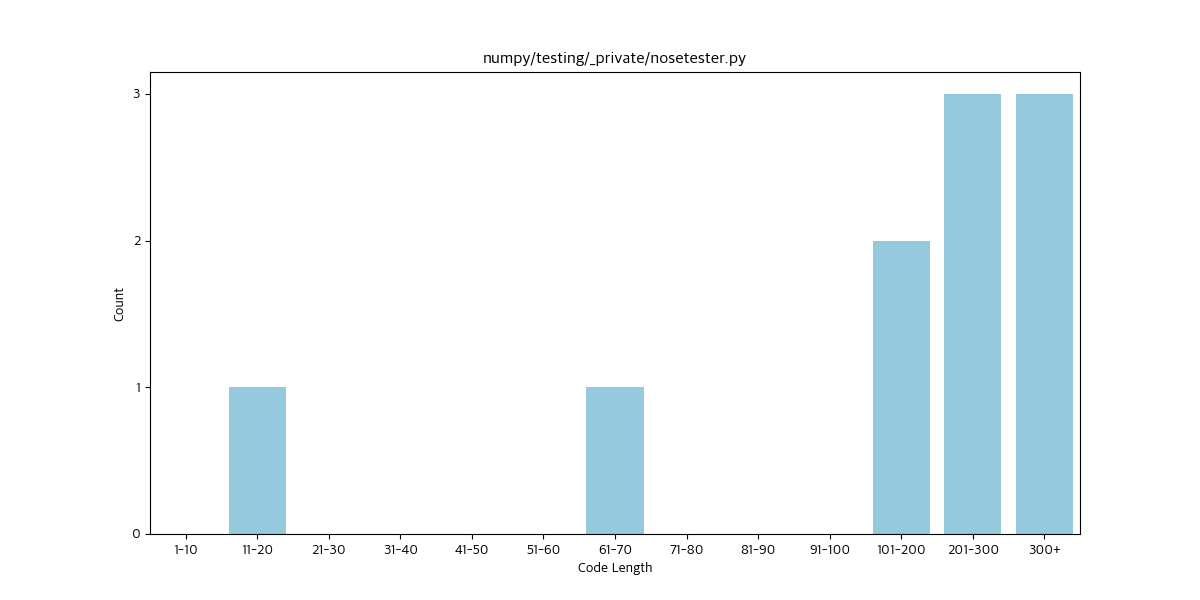 numpy/testing/_private/nosetester.py
3
2
1
0
Count
1-10 11-20 21-30 31-40 41-50 51-60 61-70 71-80 81-90 91-100 101-200 201-300 300+
Code Length